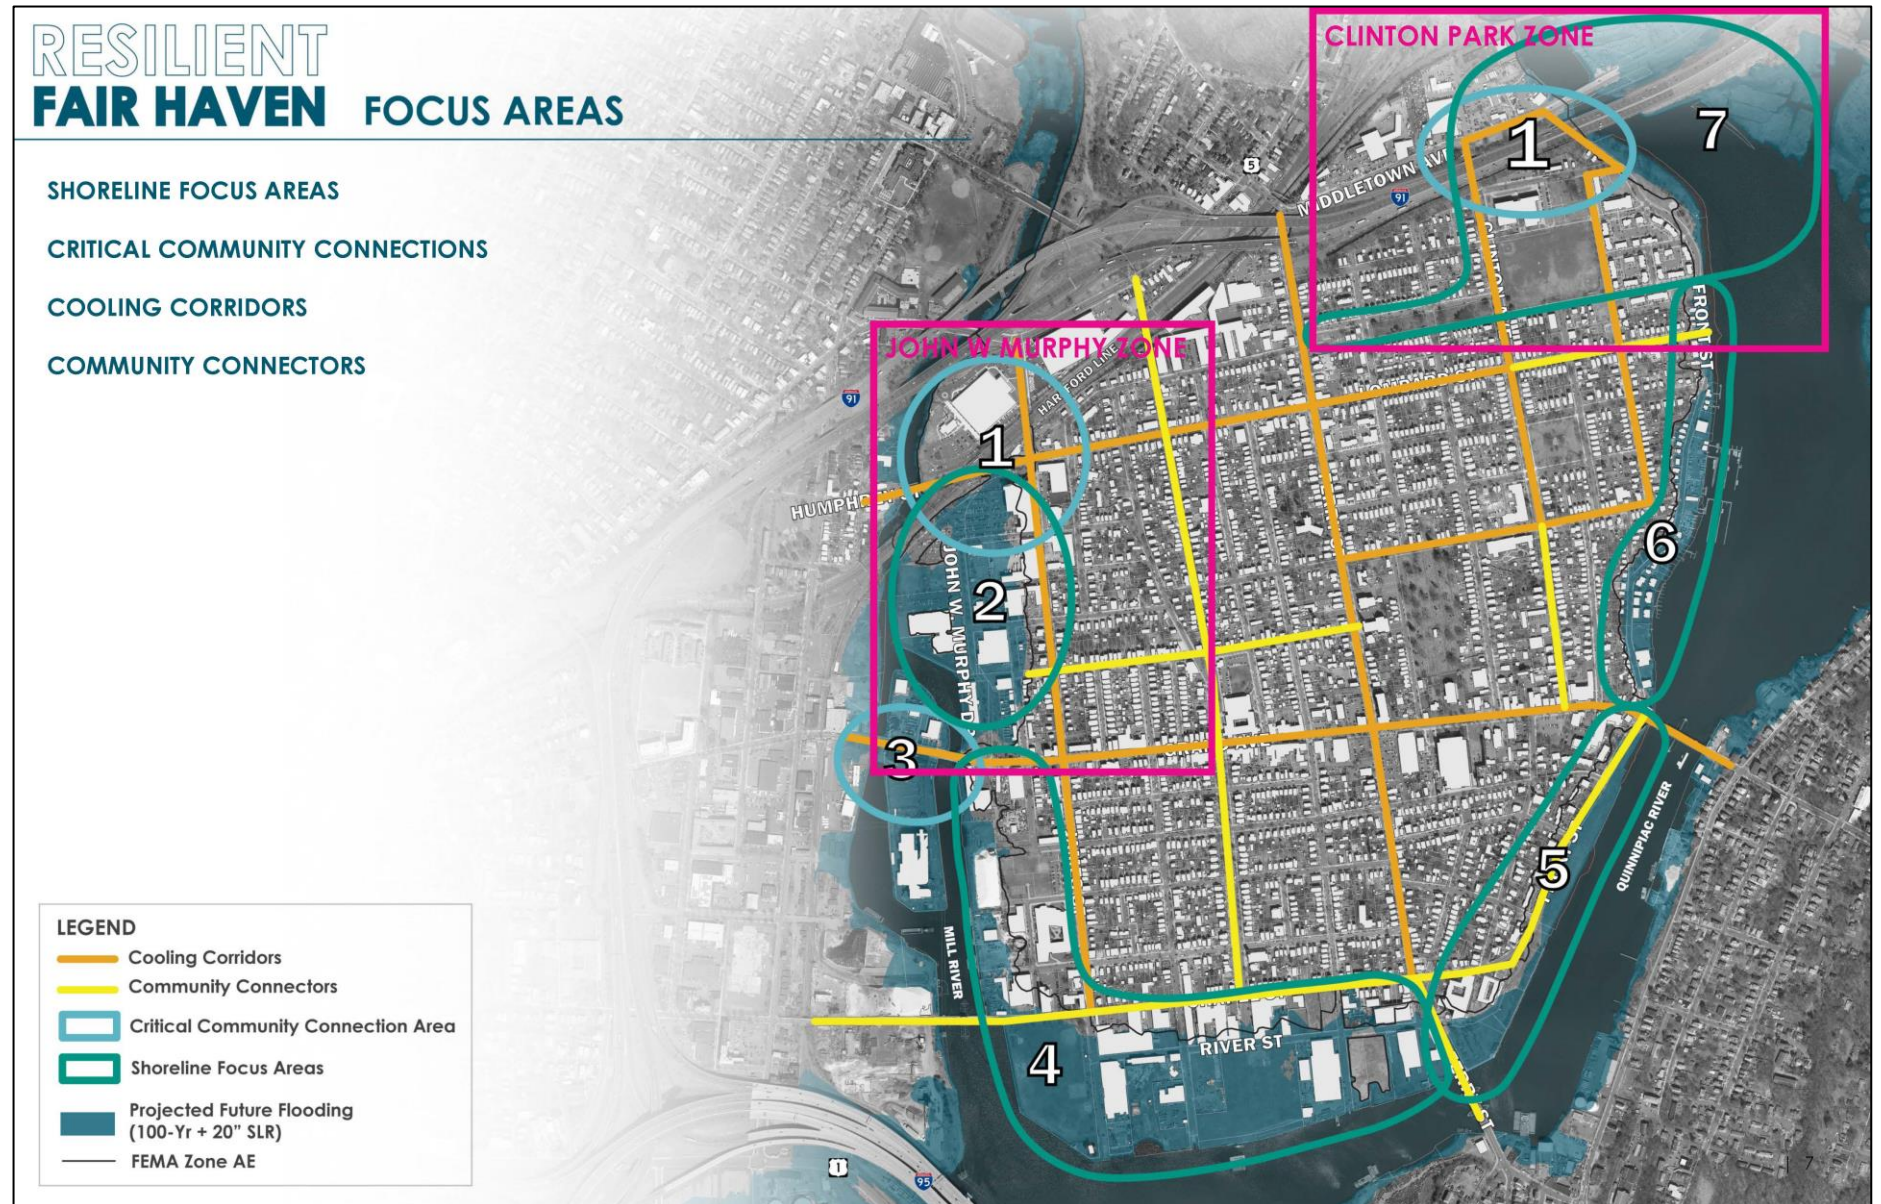 RESILIENT
FAIR HAVEN FOCUS AREAS
SHORELINE FOCUS AREAS
CRITICAL COMMUNITY CONNECTIONS
COOLING CORRIDORS
COMMUNITY CONNECTORS
CLINTON PARK ZONE
7
1
5
MIDDLETOWN AVE
91
FRONT ST
JOHN W MURPHY ZONE
HARTFORD LINE
91
1
6
2
JOHN W. MURPHY DR
3
5
QUINNIPIAC RIVER
MILL RIVER
4
RIVER ST
1
95
7
LEGEND
Cooling Corridors
Community Connectors
Critical Community Connection Area
Shoreline Focus Areas
Projected Future Flooding
(100-Yr + 20" SLR)
FEMA Zone AE